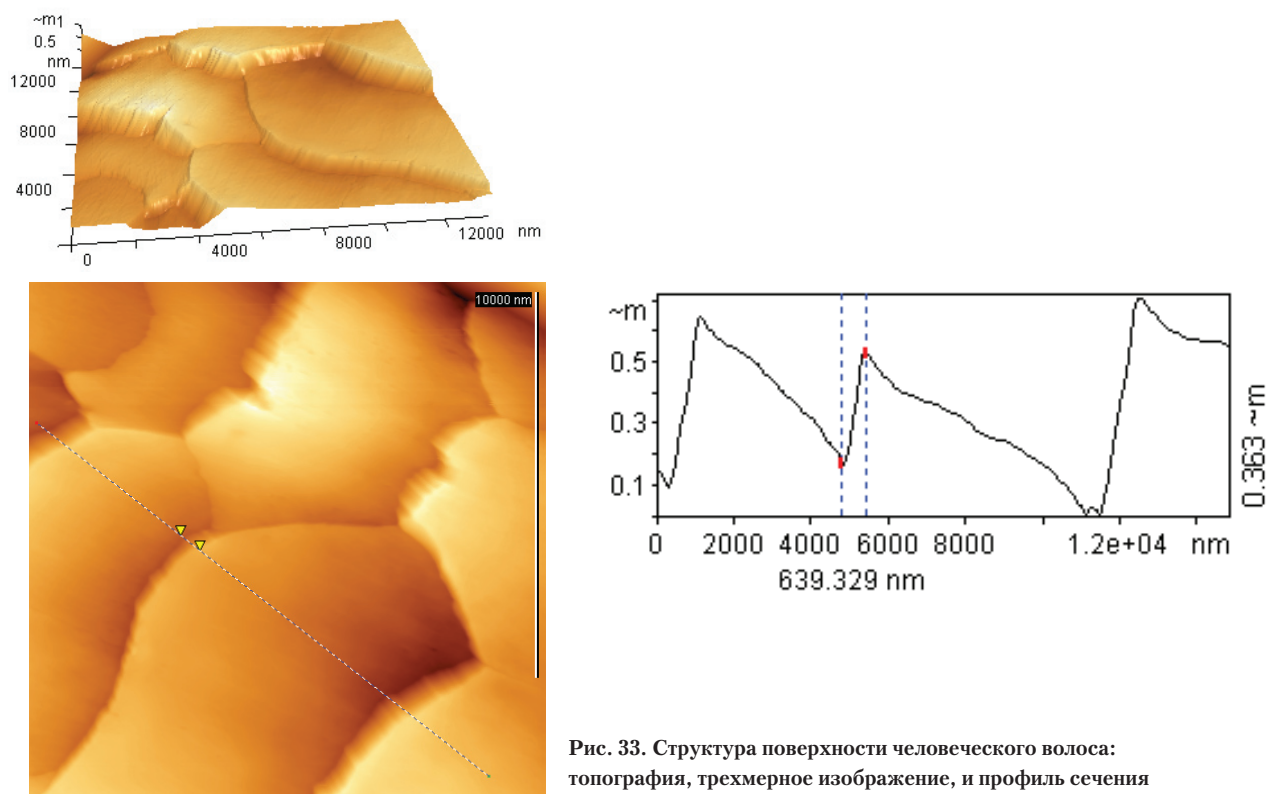 ~m1
0.5
nm
12000
8000
4000
0
4000
8000
12000 nm
10000 nm
~m
0.5
0.3
0.1
0 2000 4000 6000 8000 1.2e+04 nm
639.329 nm
0.363 ~m
Рис. 33. Структура поверхности человеческого волоса:
топография, трехмерное изображение, и профиль сечения